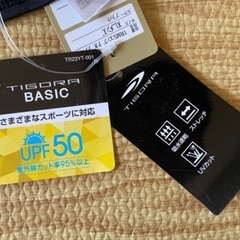 TR23YT-001
TIGORA
BASIC
さまざまなスポーツに対応
UPF50
紫外線カット率95%以上
TIGORA
吸水速乾
ストレッチ
UVカット